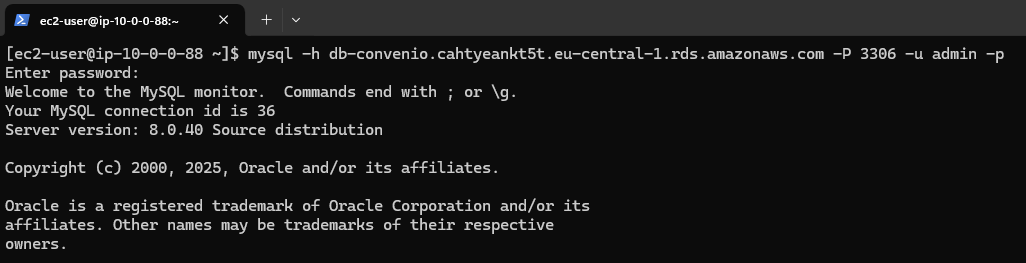 ec2-user@ip-10-0-0-88:~
[ec2-user@ip-10-0-0-88 ~]$ mysql -h db-convenio.cahtyeankt5t.eu-central-1.rds.amazonaws.com -P 3306 -u admin -p
Enter password:
Welcome to the MySQL monitor.  Commands end with ; or \g.
Your MySQL connection id is 36
Server version: 8.0.40 Source distribution
Copyright (c) 2000, 2025, Oracle and/or its affiliates.
Oracle is a registered trademark of Oracle Corporation and/or its
affiliates. Other names may be trademarks of their respective
owners.